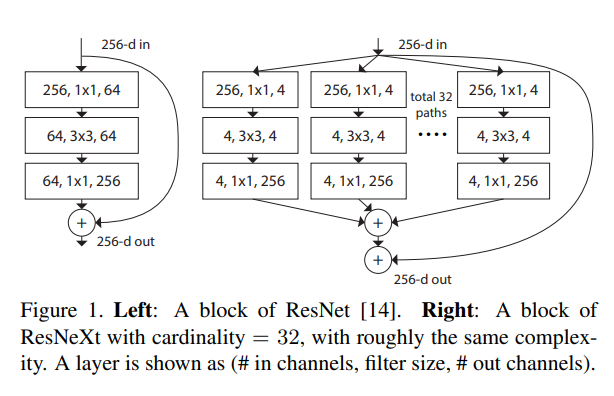 256-d in
256, 1x1, 64
64, 3x3, 64
64, 1x1, 256
+
256-d out
256-d in
256, 1x1, 4
256, 1x1, 4
total 32
paths
256, 1x1, 4
4, 3x3, 4
4, 3x3, 4
....
4, 3x3, 4
4, 1x1, 256
4, 1x1, 256
4, 1x1, 256
+
+
256-d out
Figure 1. Left: A block of ResNet [14]. Right: A block of
ResNeXt with cardinality = 32, with roughly the same complex-
ity. A layer is shown as (# in channels, filter size, # out channels).